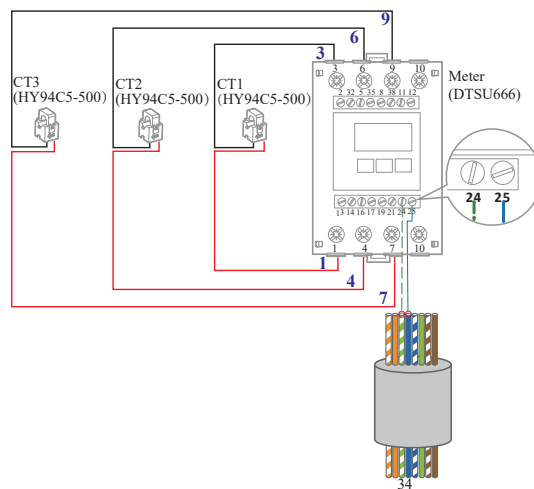 9
6
3
3 6 9 10
CT3
(HY94C5-500)
CT2
(HY94C5-500)
CT1
(HY94C5-500)
Meter
(DTSU666)
2 32 5 35 8 38 11 12
24 25
13 14 16 17 19 21 24 25
1 4 7 10
1
4
7
34